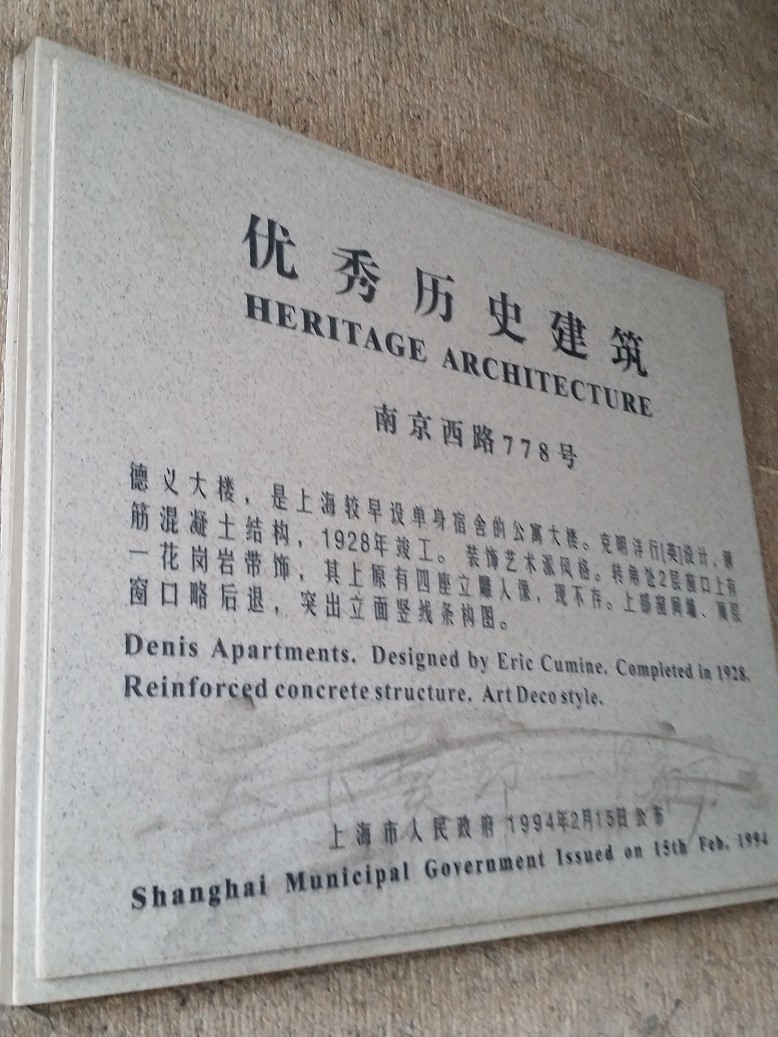 优秀历史建筑
HERITAGE ARCHITECTURE
南京西路778号
德义大楼，是上海较早设单身宿舍的公寓大楼。克明洋行[英]设计，钢
筋混凝土结构，1928年竣工。装饰艺术派风格。转角处2层窗口上有
一花岗岩带饰，其上原有四座立雕人像，现不存。上部窗间墙、顶层
窗口略后退，突出立面竖线条构图。
Denis Apartments. Designed by Eric Cumine. Completed in 1928.
Reinforced concrete structure. Art Deco style.
上海市人民政府 1994年2月15日公布
Shanghai Municipal Government Issued on 15th Feb. 1994